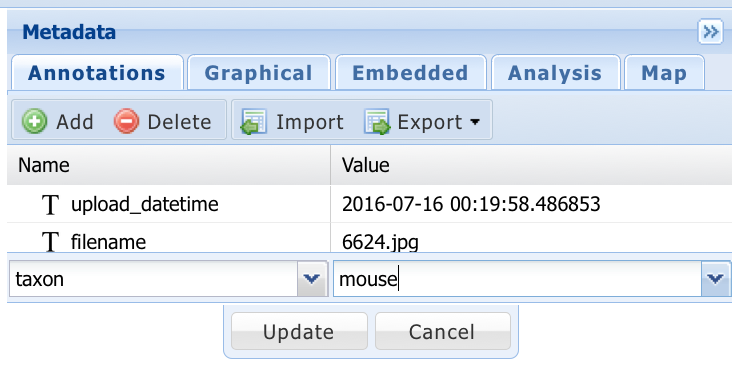 Metadata
Annotations Graphical Embedded Analysis Map
Add Delete Import Export
Name Value
T upload_datetime 2016-07-16 00:19:58.486853
T filename 6624.jpg
taxon mouse
Update Cancel